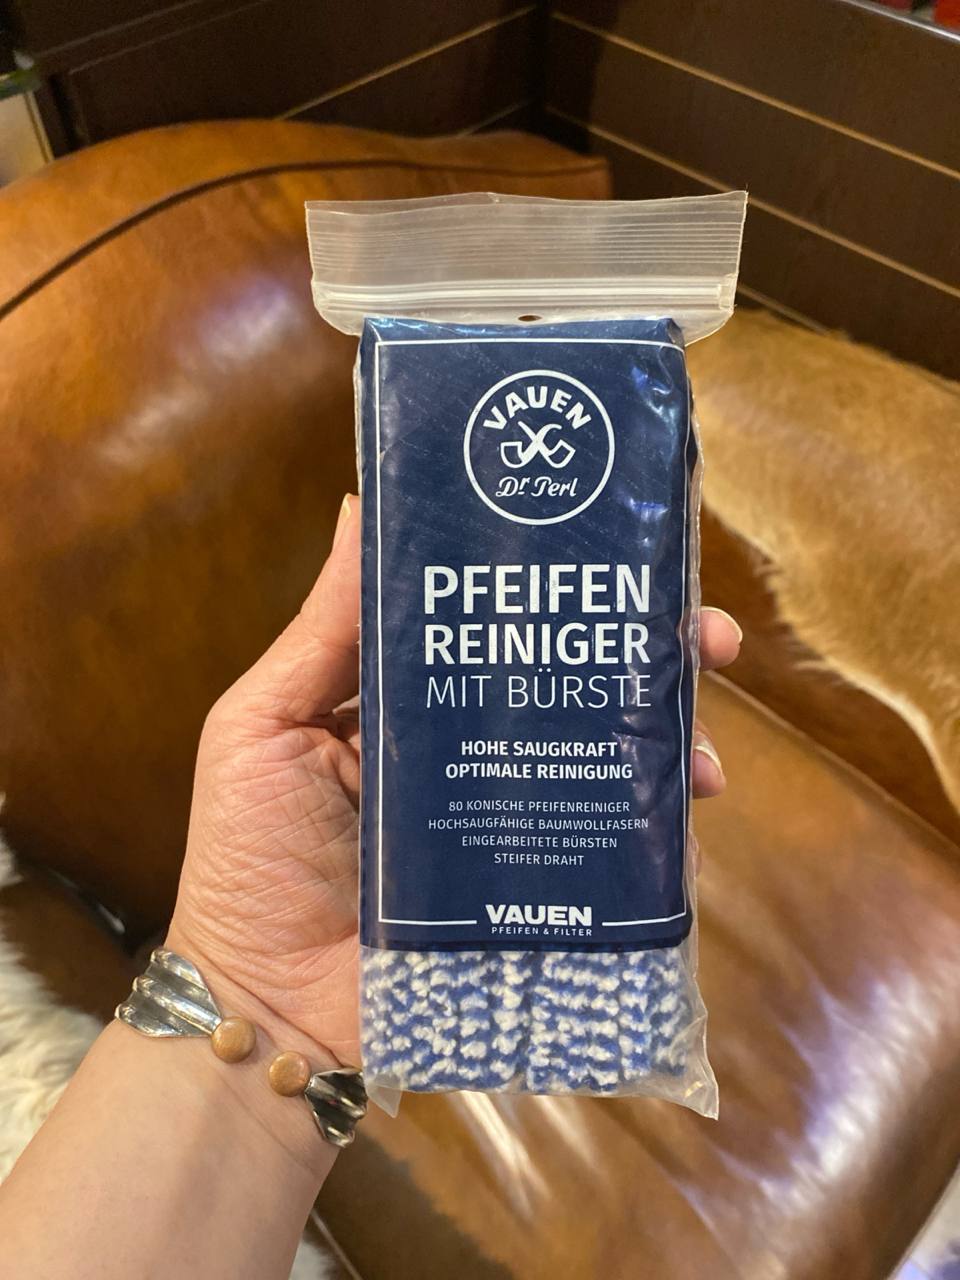 VAUEN
Dr Perl
PFEIFEN
REINIGER
MIT BÜRSTE
HOHE SAUGKRAFT
OPTIMALE REINIGUNG
80 KONISCHE PFEIFENREINIGER
HOCHSAUGFÄHIGE BAUMWOLLFASERN
EINGEARBEITETE BÜRSTEN
STEIFER DRAHT
VAUEN
PFEIFEN & FILTER